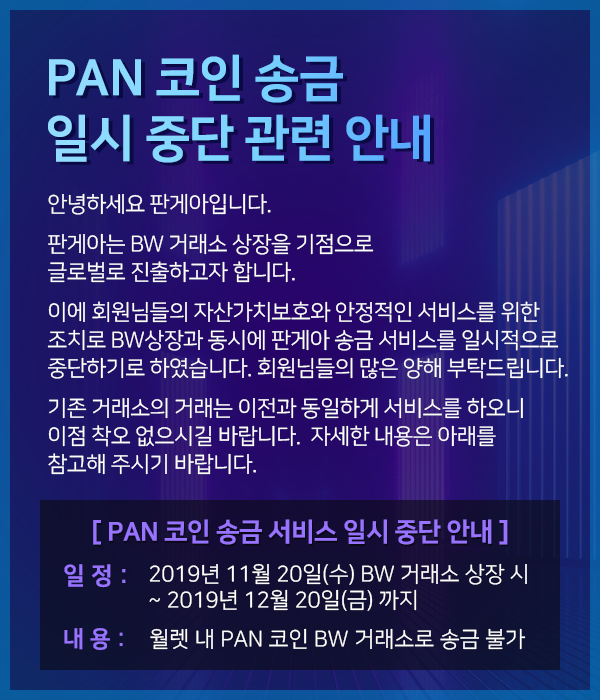 PAN 코인 송금
일시 중단 관련 안내
안녕하세요 판게아입니다.
판게아는 BW 거래소 상장을 기점으로
글로벌로 진출하고자 합니다.
이에 회원님들의 자산가치보호와 안정적인 서비스를 위한
조치로 BW상장과 동시에 판게아 송금 서비스를 일시적으로
중단하기로 하였습니다. 회원님들의 많은 양해 부탁드립니다.
기존 거래소의 거래는 이전과 동일하게 서비스를 하오니
이점 착오 없으시길 바랍니다. 자세한 내용은 아래를
참고해 주시기 바랍니다.
[ PAN 코인 송금 서비스 일시 중단 안내 ]
일 정 : 2019년 11월 20일(수) BW 거래소 상장 시
~ 2019년 12월 20일(금) 까지
내 용 : 월렛 내 PAN 코인 BW 거래소로 송금 불가